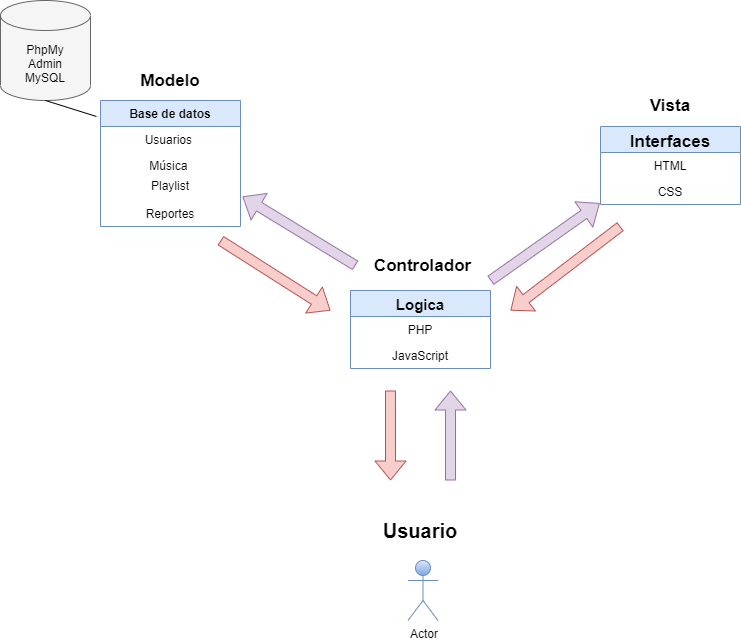 PhpMy
Admin
MySQL
Modelo
Base de datos
Usuarios
Música
Playlist
Reportes
Vista
Interfaces
HTML
CSS
Controlador
Logica
PHP
JavaScript
Usuario
Actor